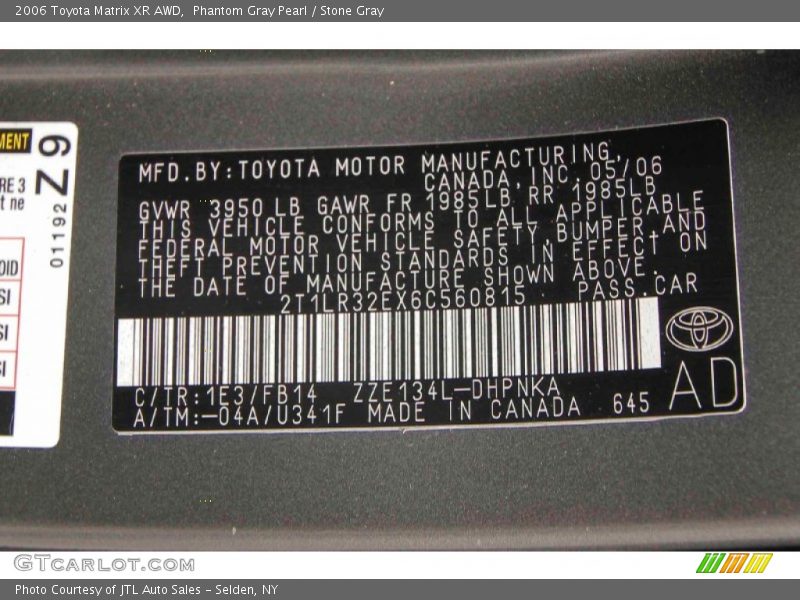 2006 Toyota Matrix XR AWD,  Phantom Gray Pearl / Stone Gray
MENT
RE 3
t ne
OID
SI
SI
SI
Z 6
01192
MFD.BY:TOYOTA MOTOR MANUFACTURING,
CANADA,INC.05/06
GVWR 3950LB GAWR FR 1985LB RR 1985LB
THIS VEHICLE CONFORMS TO ALL APPLICABLE
FEDERAL MOTOR VEHICLE SAFETY,BUMPER,AND
THEFT PREVENTION STANDARDS IN EFFECT ON
THE DATE OF MANUFACTURE SHOWN ABOVE.
2T1LR32EX6C560815 PASS.CAR
C/TR:1E3/FB14 ZZE134L-DHPNKA
A/TM:-04A/U341F MADE IN CANADA 645
AD
GTCARLOT.COM
Photo Courtesy of JTL Auto Sales - Selden, NY